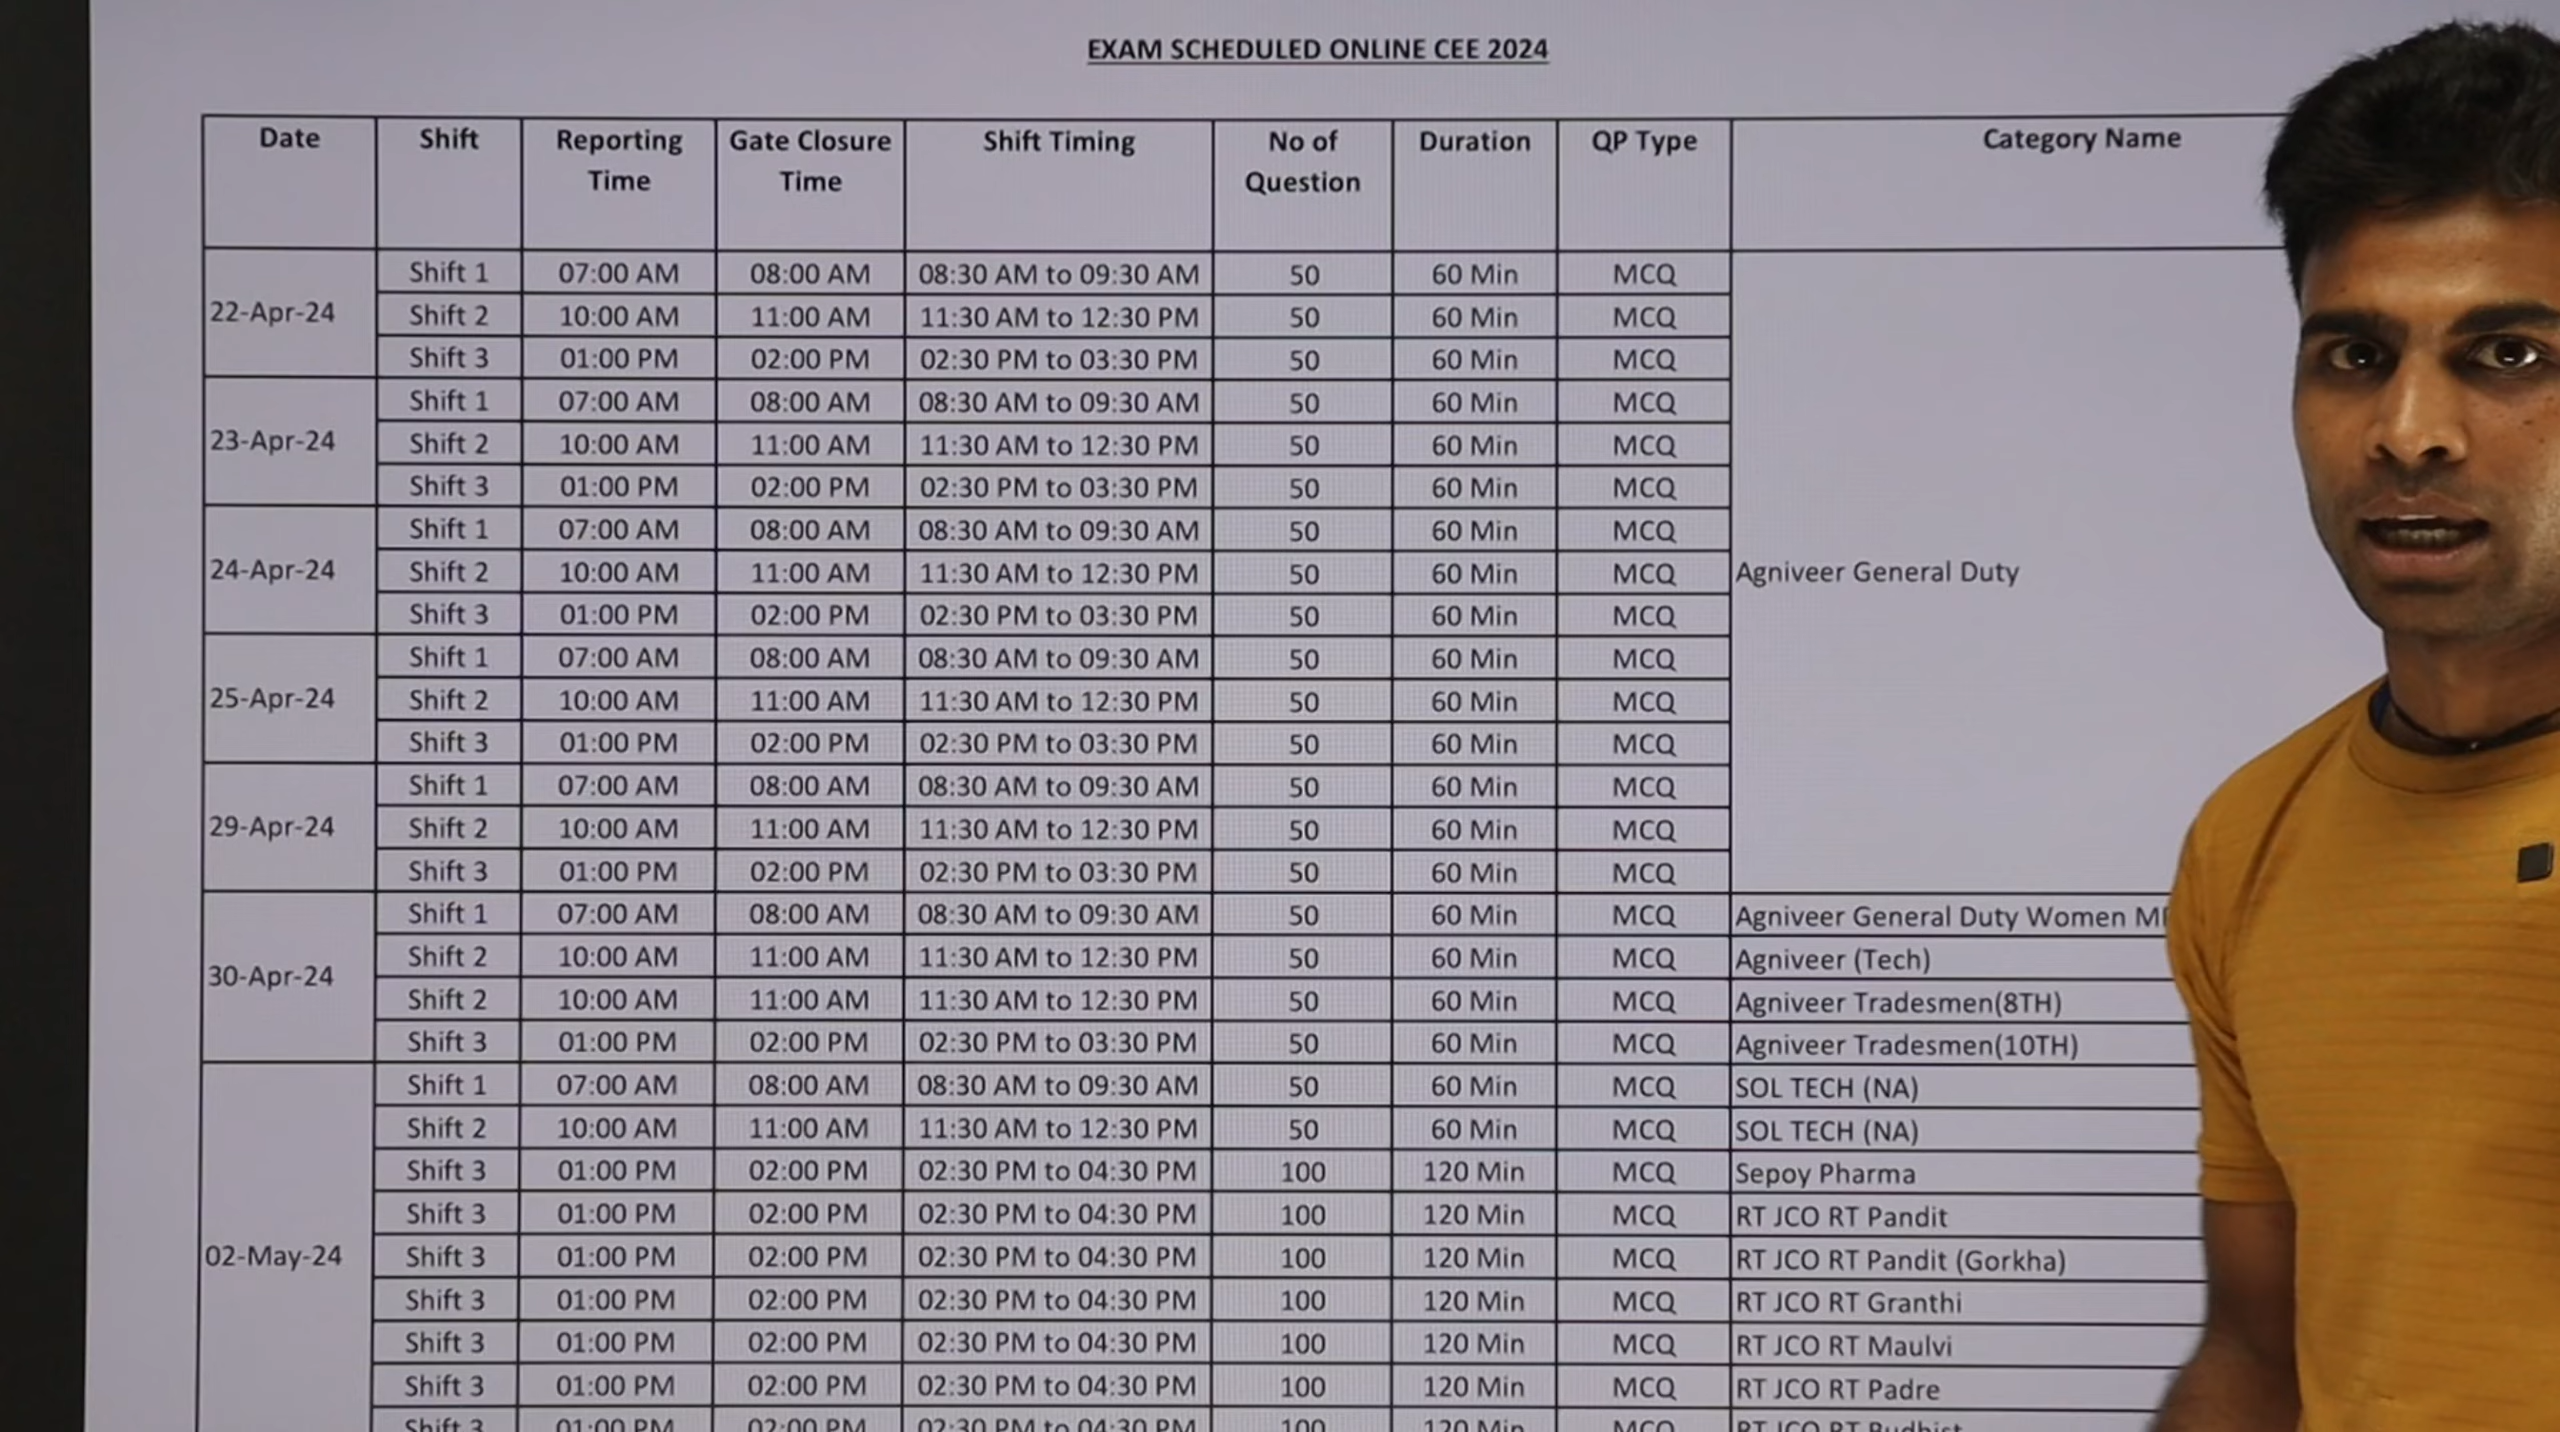 EXAM SCHEDULED ONLINE CEE 2024
Date Shift Reporting Time Gate Closure Time Shift Timing No of Question Duration QP Type Category Name
22-Apr-24 Shift 1 07:00 AM 08:00 AM 08:30 AM to 09:30 AM 50 60 Min MCQ Agniveer General Duty
Shift 2 10:00 AM 11:00 AM 11:30 AM to 12:30 PM 50 60 Min MCQ
Shift 3 01:00 PM 02:00 PM 02:30 PM to 03:30 PM 50 60 Min MCQ
23-Apr-24 Shift 1 07:00 AM 08:00 AM 08:30 AM to 09:30 AM 50 60 Min MCQ
Shift 2 10:00 AM 11:00 AM 11:30 AM to 12:30 PM 50 60 Min MCQ
Shift 3 01:00 PM 02:00 PM 02:30 PM to 03:30 PM 50 60 Min MCQ
24-Apr-24 Shift 1 07:00 AM 08:00 AM 08:30 AM to 09:30 AM 50 60 Min MCQ
Shift 2 10:00 AM 11:00 AM 11:30 AM to 12:30 PM 50 60 Min MCQ
Shift 3 01:00 PM 02:00 PM 02:30 PM to 03:30 PM 50 60 Min MCQ
25-Apr-24 Shift 1 07:00 AM 08:00 AM 08:30 AM to 09:30 AM 50 60 Min MCQ
Shift 2 10:00 AM 11:00 AM 11:30 AM to 12:30 PM 50 60 Min MCQ
Shift 3 01:00 PM 02:00 PM 02:30 PM to 03:30 PM 50 60 Min MCQ
29-Apr-24 Shift 1 07:00 AM 08:00 AM 08:30 AM to 09:30 AM 50 60 Min MCQ
Shift 2 10:00 AM 11:00 AM 11:30 AM to 12:30 PM 50 60 Min MCQ
Shift 3 01:00 PM 02:00 PM 02:30 PM to 03:30 PM 50 60 Min MCQ
30-Apr-24 Shift 1 07:00 AM 08:00 AM 08:30 AM to 09:30 AM 50 60 Min MCQ Agniveer General Duty Women
Shift 2 10:00 AM 11:00 AM 11:30 AM to 12:30 PM 50 60 Min MCQ Agniveer (Tech)
Shift 2 10:00 AM 11:00 AM 11:30 AM to 12:30 PM 50 60 Min MCQ Agniveer Tradesmen(8TH)
Shift 3 01:00 PM 02:00 PM 02:30 PM to 03:30 PM 50 60 Min MCQ Agniveer Tradesmen(10TH)
02-May-24 Shift 1 07:00 AM 08:00 AM 08:30 AM to 09:30 AM 50 60 Min MCQ SOL TECH (NA)
Shift 2 10:00 AM 11:00 AM 11:30 AM to 12:30 PM 50 60 Min MCQ SOL TECH (NA)
Shift 3 01:00 PM 02:00 PM 02:30 PM to 04:30 PM 100 120 Min MCQ Sepoy Pharma
Shift 3 01:00 PM 02:00 PM 02:30 PM to 04:30 PM 100 120 Min MCQ RT JCO RT Pandit
Shift 3 01:00 PM 02:00 PM 02:30 PM to 04:30 PM 100 120 Min MCQ RT JCO RT Pandit (Gorkha)
Shift 3 01:00 PM 02:00 PM 02:30 PM to 04:30 PM 100 120 Min MCQ RT JCO RT Granthi
Shift 3 01:00 PM 02:00 PM 02:30 PM to 04:30 PM 100 120 Min MCQ RT JCO RT Maulvi
Shift 3 01:00 PM 02:00 PM 02:30 PM to 04:30 PM 100 120 Min MCQ RT JCO RT Padre
Shift 3 01:00 PM 02:00 PM 02:30 PM to 04:30 PM 100 120 Min MCQ RT JCO RT Budhist